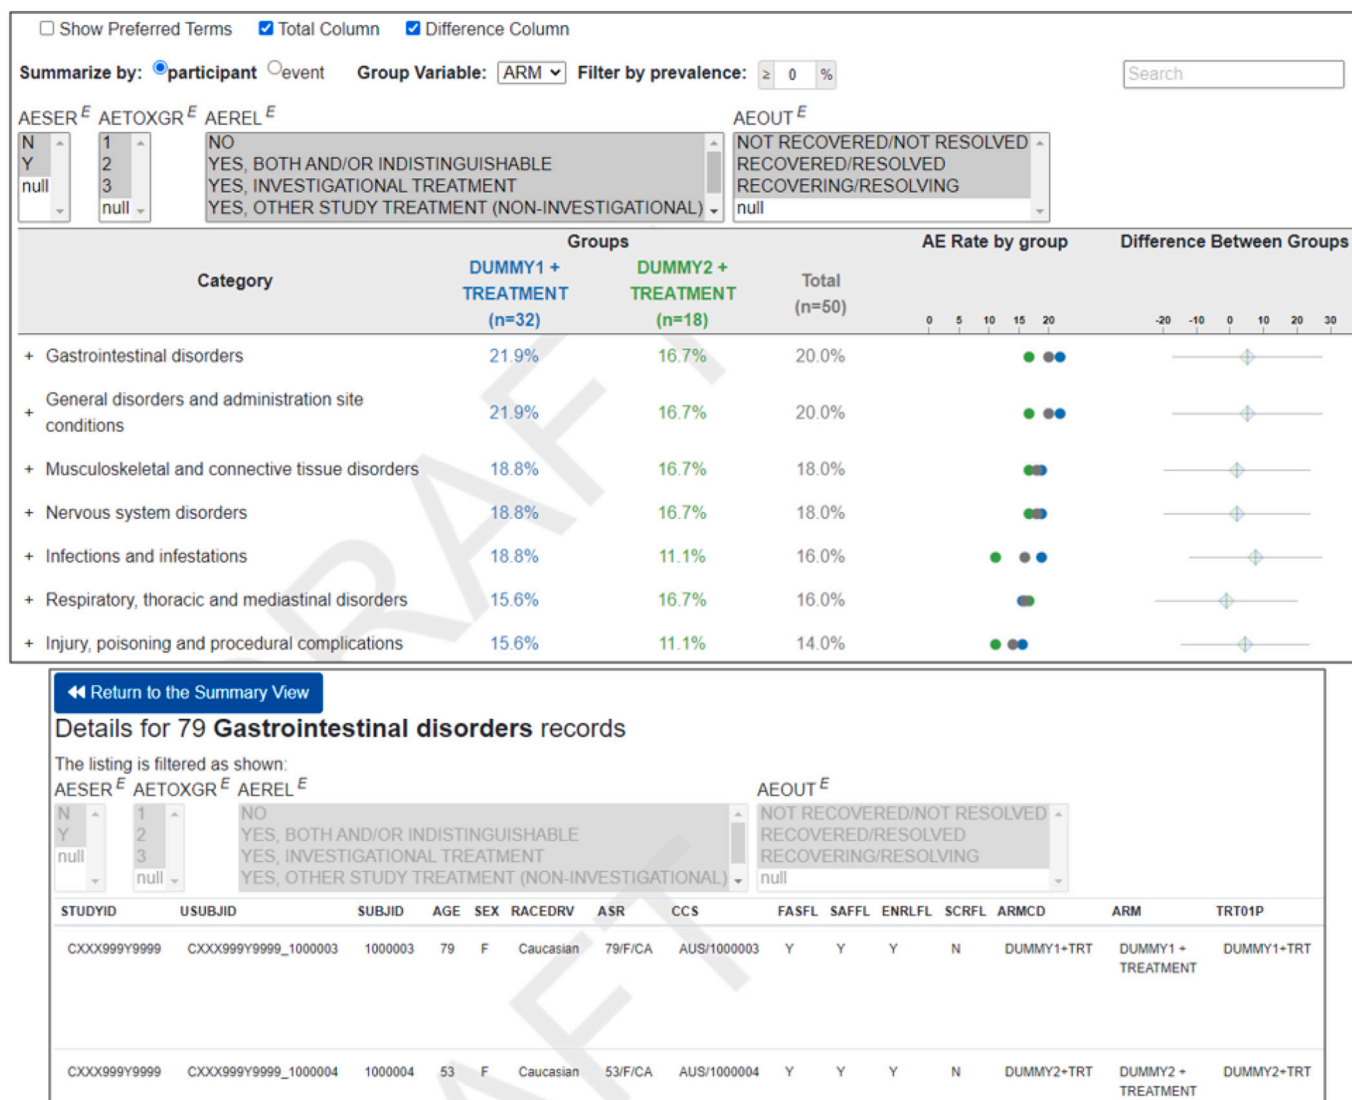 Show Preferred Terms Total Column Difference Column
Summarize by: participant event Group Variable: ARM Filter by prevalence: ≥ 0 % Search
AESER E AETOXGR E AEREL E AEOUT E
N 1 NO NOT RECOVERED/NOT RESOLVED
Y 2 YES, BOTH AND/OR INDISTINGUISHABLE RECOVERED/RESOLVED
null 3 YES, INVESTIGATIONAL TREATMENT RECOVERING/RESOLVING
null YES, OTHER STUDY TREATMENT (NON-INVESTIGATIONAL) null
Groups AE Rate by group Difference Between Groups
Category DUMMY1 + TREATMENT (n=32) DUMMY2 + TREATMENT (n=18) Total (n=50)
0 5 10 15 20 -20 -10 0 10 20 30
+ Gastrointestinal disorders 21.9% 16.7% 20.0%
+ General disorders and administration site conditions 21.9% 16.7% 20.0%
+ Musculoskeletal and connective tissue disorders 18.8% 16.7% 18.0%
+ Nervous system disorders 18.8% 16.7% 18.0%
+ Infections and infestations 18.8% 11.1% 16.0%
+ Respiratory, thoracic and mediastinal disorders 15.6% 16.7% 16.0%
+ Injury, poisoning and procedural complications 15.6% 11.1% 14.0%
DRAFT
Return to the Summary View
Details for 79 Gastrointestinal disorders records
The listing is filtered as shown:
AESER E AETOXGR E AEREL E AEOUT E
N 1 NO NOT RECOVERED/NOT RESOLVED
Y 2 YES, BOTH AND/OR INDISTINGUISHABLE RECOVERED/RESOLVED
null 3 YES, INVESTIGATIONAL TREATMENT RECOVERING/RESOLVING
null YES, OTHER STUDY TREATMENT (NON-INVESTIGATIONAL) null
STUDYID USUBJID SUBJID AGE SEX RACEDRV ASR CCS FASFL SAFFL ENRLFL SCRFL ARMCD ARM TRT01P
CXXX999Y9999 CXXX999Y9999_1000003 1000003 79 F Caucasian 79/F/CA AUS/1000003 Y Y Y N DUMMY1+TRT DUMMY1 + TREATMENT DUMMY1+TRT
CXXX999Y9999 CXXX999Y9999_1000004 1000004 53 F Caucasian 53/F/CA AUS/1000004 Y Y Y N DUMMY2+TRT DUMMY2 + TREATMENT DUMMY2+TRT